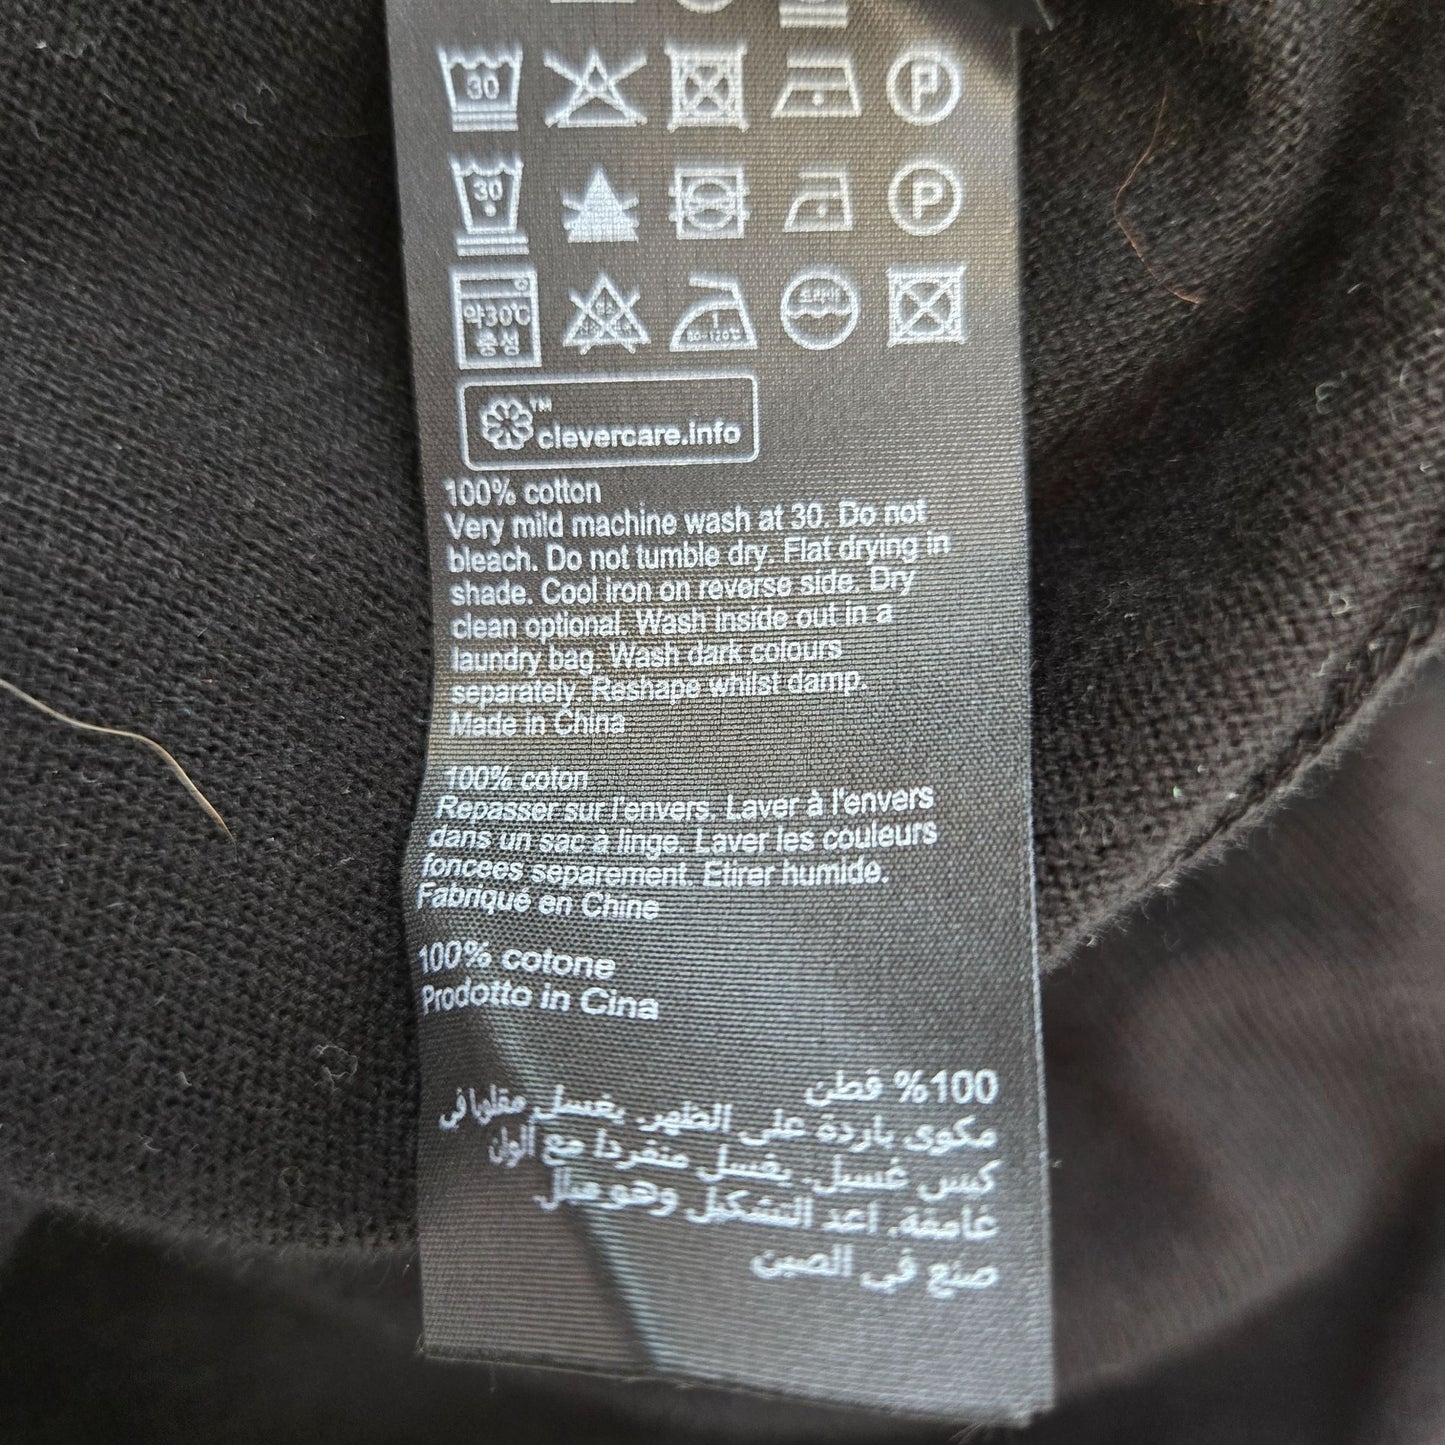 30
P
30
P
약30℃
중성
80-120℃
clevercare.info
100% cotton
Very mild machine wash at 30. Do not
bleach. Do not tumble dry. Flat drying in
shade. Cool iron on reverse side. Dry
clean optional. Wash inside out in a
laundry bag. Wash dark colours
separately. Reshape whilst damp.
Made in China
100% coton
Repasser sur l'envers. Laver à l'envers
dans un sac à linge. Laver les couleurs
foncees separement. Etirer humide.
Fabriqué en Chine
100% cotone
Prodotto in Cina
100% قطن
مكوى باردة على الظهر. يغسل مقلوبا في
كيس غسيل. يغسل منفردا مع الوان
غامقة. اعد التشكيل وهو مبلل
صنع في الصين